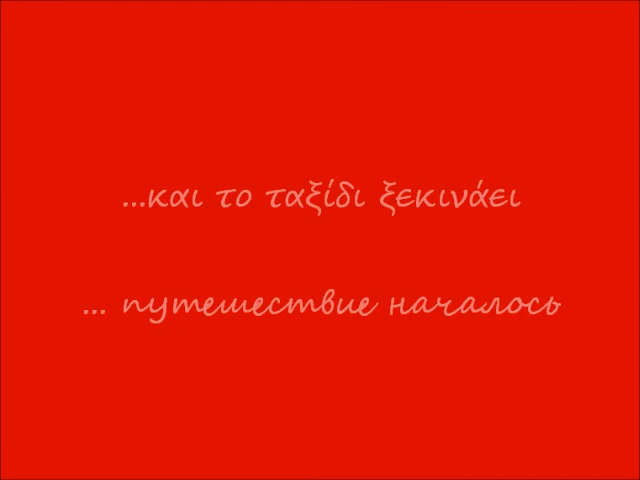 ...και το ταξίδι ξεκινάει
... путешествие началось